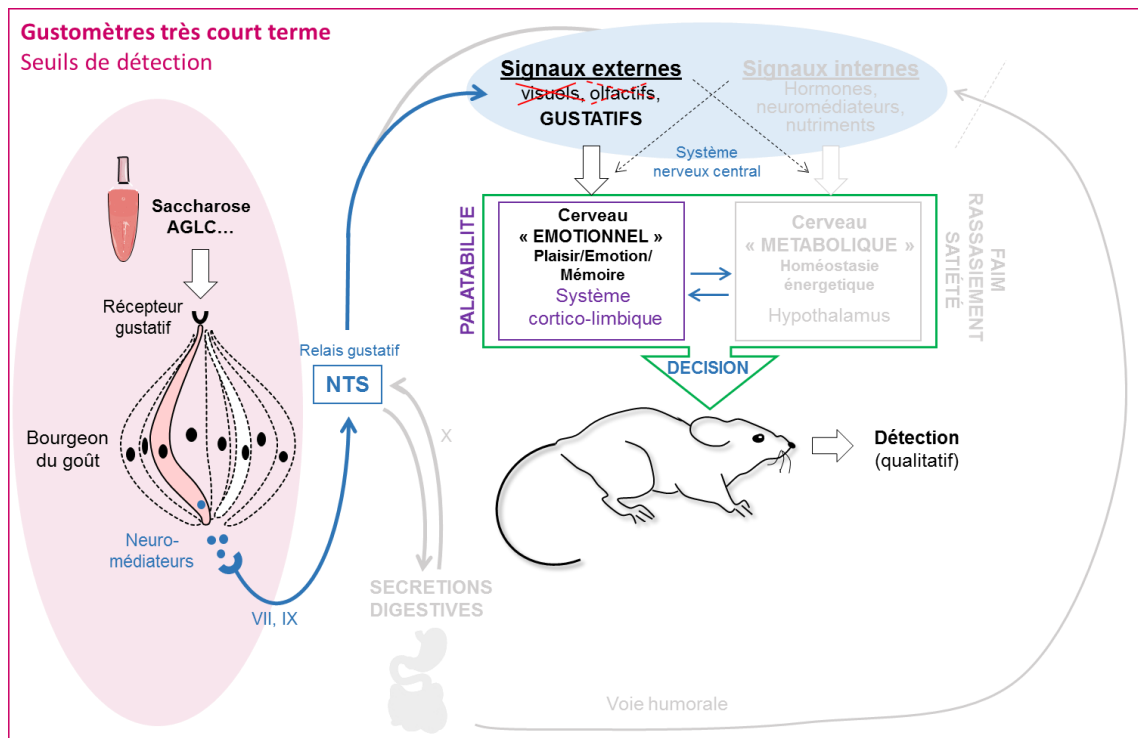 Gustomètres très court terme
Seuils de détection
Signaux externes
visuels, olfactifs,
GUSTATIFS
Signaux internes
Hormones,
neuromédiateurs,
nutriments
Système
nerveux central
Saccharose
AGLC…
Récepteur
gustatif
Bourgeon
du goût
Neuro-
médiateurs
VII, IX
Relais gustatif
NTS
X
PALATABILITE
Cerveau
« EMOTIONNEL »
Plaisir/Emotion/
Mémoire
Système
cortico-limbique
Cerveau
« METABOLIQUE »
Homéostasie
énergetique
Hypothalamus
FAIM
RASSASIEMENT
SATIÉTÉ
DECISION
Détection
(qualitatif)
SECRETIONS
DIGESTIVES
Voie humorale